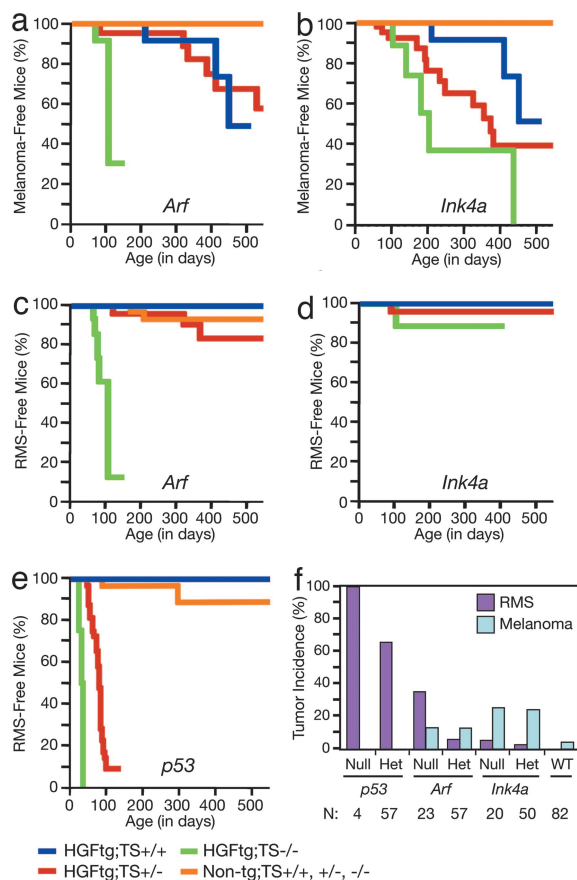 a
Melanoma-Free Mice (%)
100
80
60
40
20
0
Arf
0 100 200 300 400 500
Age (in days)
b
Melanoma-Free Mice (%)
100
80
60
40
20
0
Ink4a
0 100 200 300 400 500
Age (in days)
c
RMS-Free Mice (%)
100
80
60
40
20
0
Arf
0 100 200 300 400 500
Age (in days)
d
RMS-Free Mice (%)
100
80
60
40
20
0
Ink4a
0 100 200 300 400 500
Age (in days)
e
RMS-Free Mice (%)
100
80
60
40
20
0
p53
0 100 200 300 400 500
Age (in days)
f
Tumor Incidence (%)
100
80
60
40
20
0
RMS
Melanoma
Null Het Null Het Null Het WT
p53 Arf Ink4a
N: 4 57 23 57 20 50 82
HGFtg;TS+/+ HGFtg;TS-/-
HGFtg;TS+/- Non-tg;TS+/+, +/-, -/-